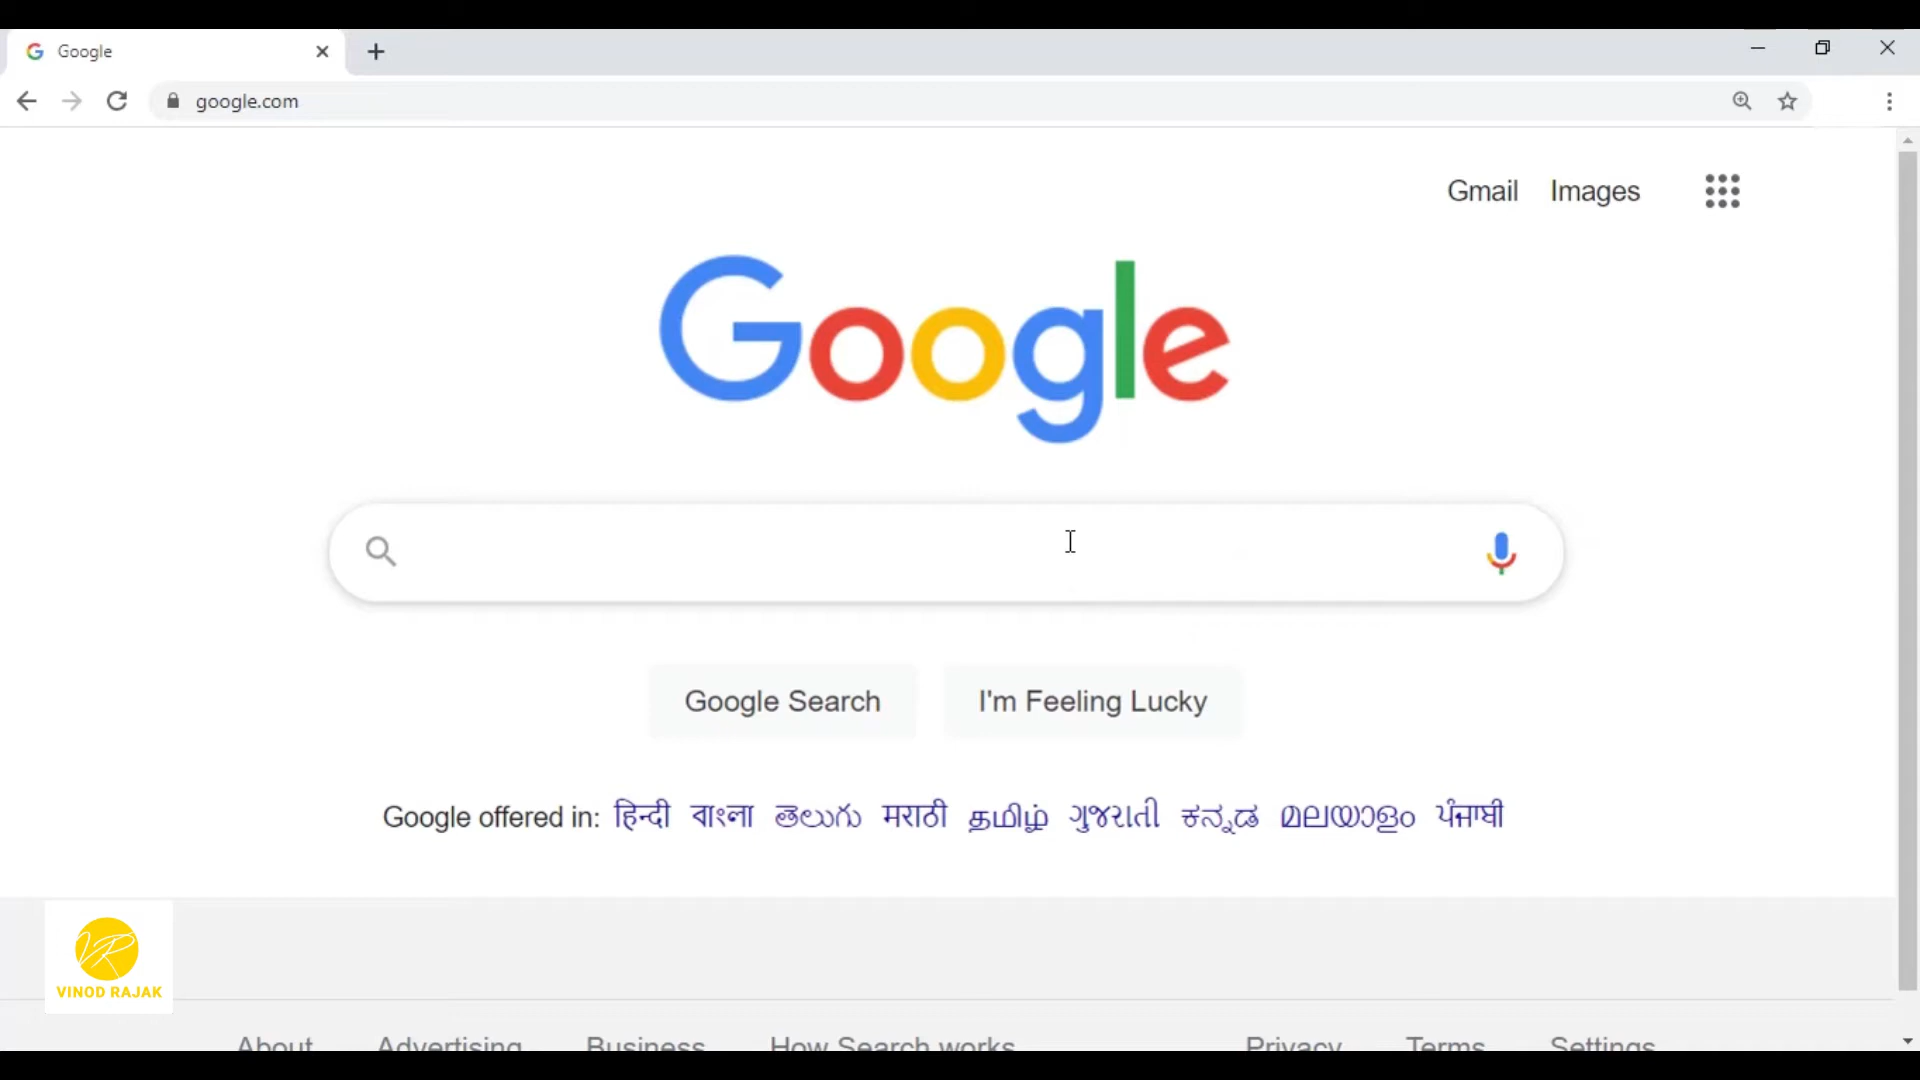 Google
google.com
Gmail Images
Google
Google Search I'm Feeling Lucky
Google offered in: हिन्दी বাংলা తెలుగు मराठी தமிழ் ગુજરાતી ಕನ್ನಡ മലയാളം ਪੰਜਾਬੀ
VR
VINOD RAJAK
About Advertising Business How Search works Privacy Terms Settings